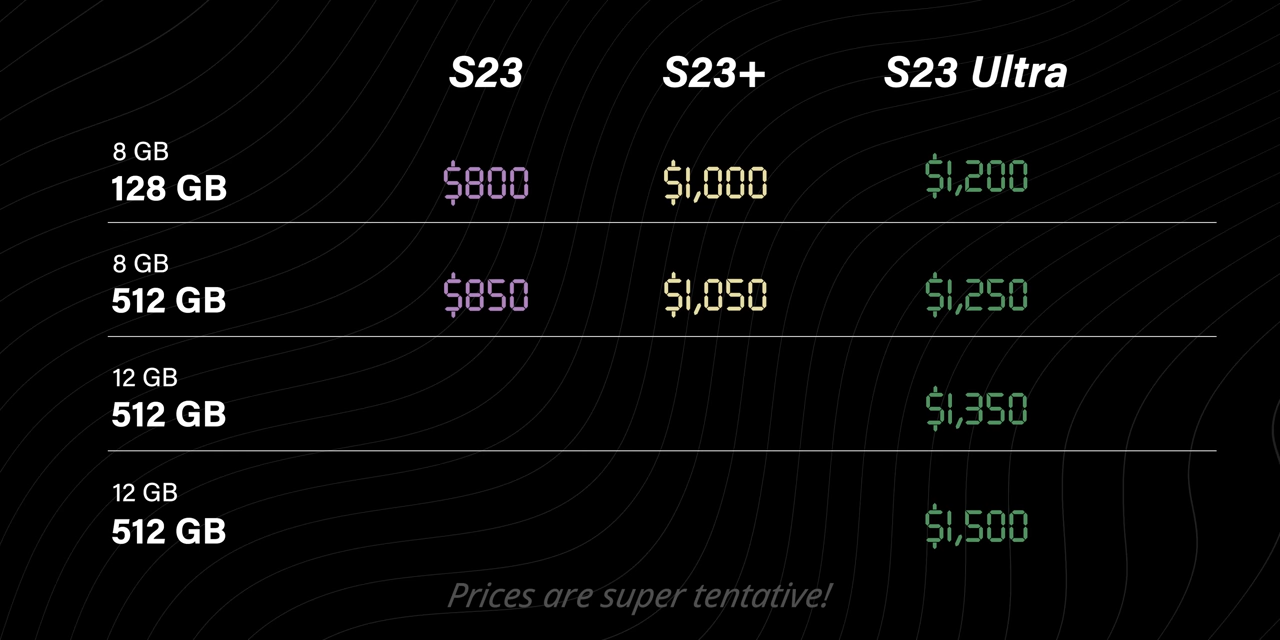 S23 S23+ S23 Ultra
8 GB
128 GB $800 $1,000 $1,200
8 GB
512 GB $850 $1,050 $1,250
12 GB
512 GB $1,350
12 GB
512 GB $1,500
Prices are super tentative!